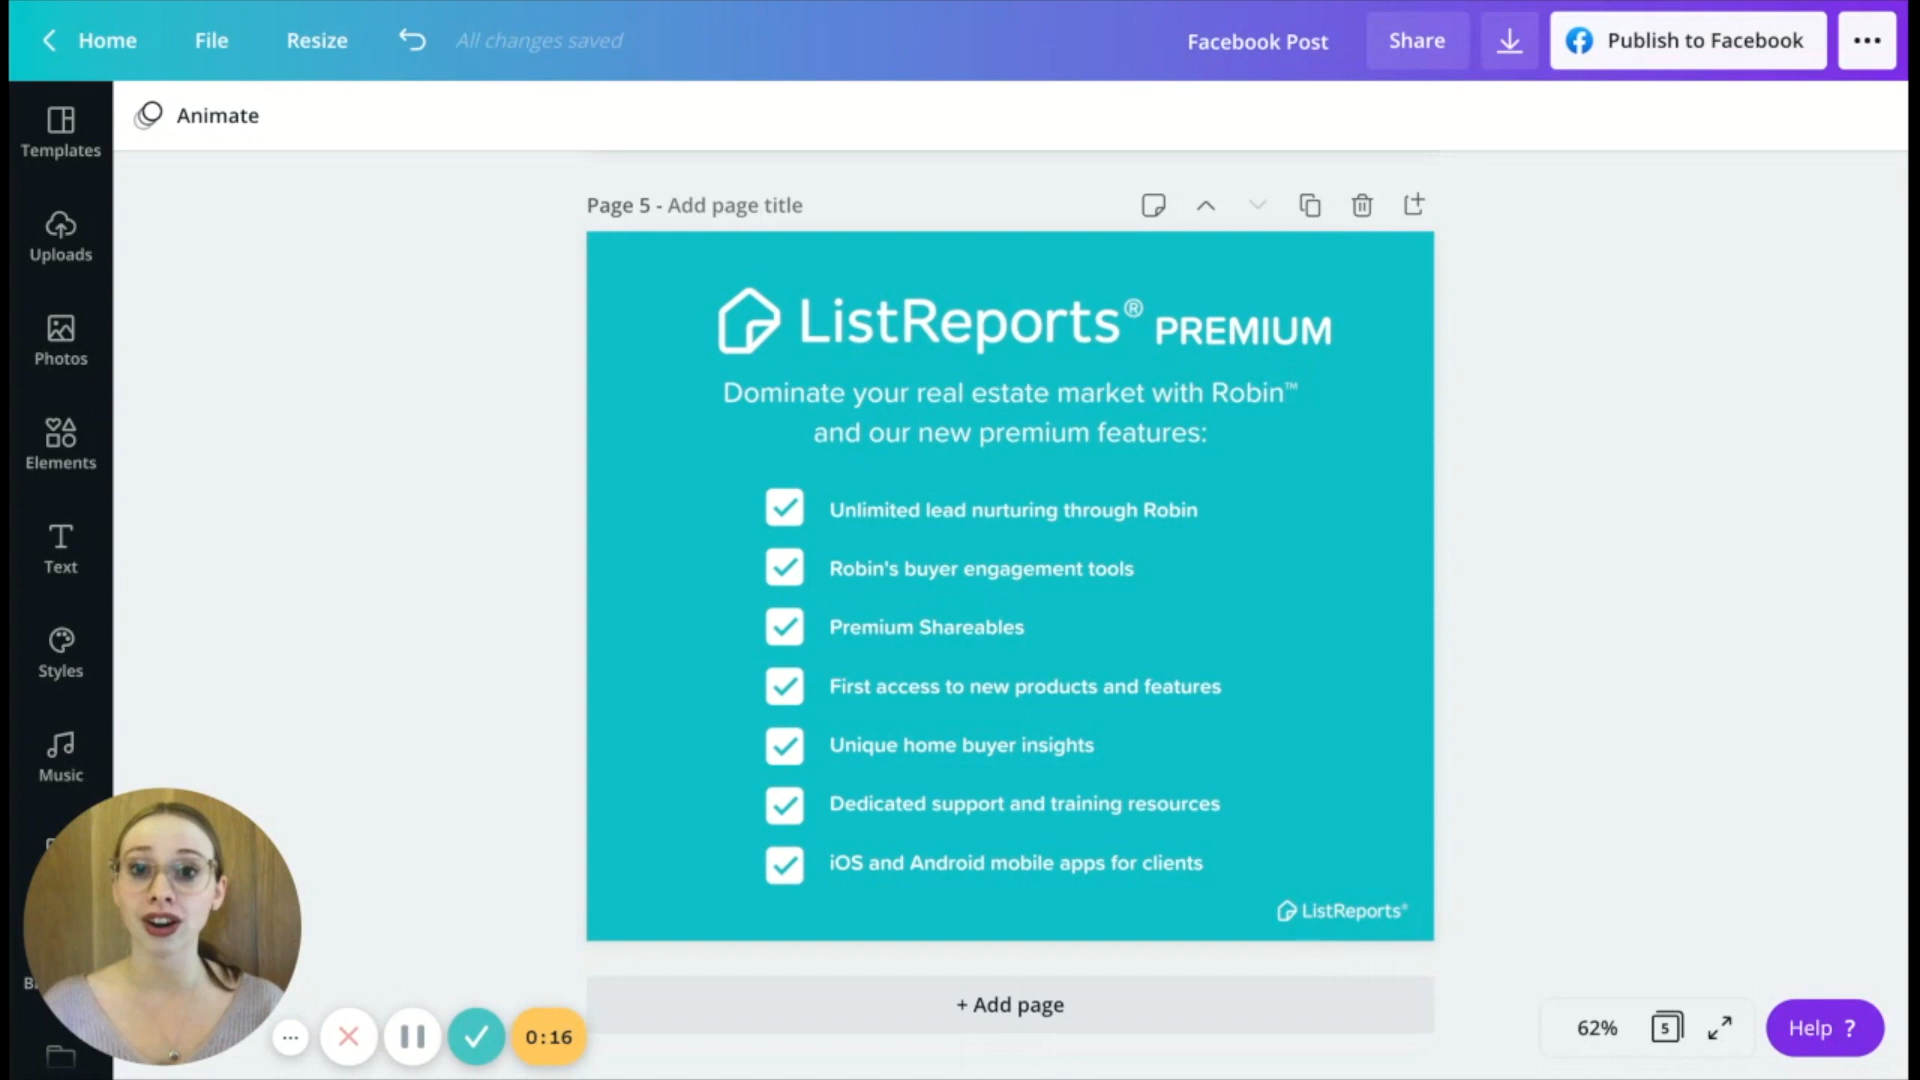 Home
File
Resize
All changes saved
Facebook Post
Share
Publish to Facebook
Animate
Templates
Uploads
Photos
Elements
Text
Styles
Music
Page 5 - Add page title
ListReports® PREMIUM
Dominate your real estate market with Robin™
and our new premium features:
Unlimited lead nurturing through Robin
Robin's buyer engagement tools
Premium Shareables
First access to new products and features
Unique home buyer insights
Dedicated support and training resources
iOS and Android mobile apps for clients
ListReports®
+ Add page
0:16
62%
5
Help ?